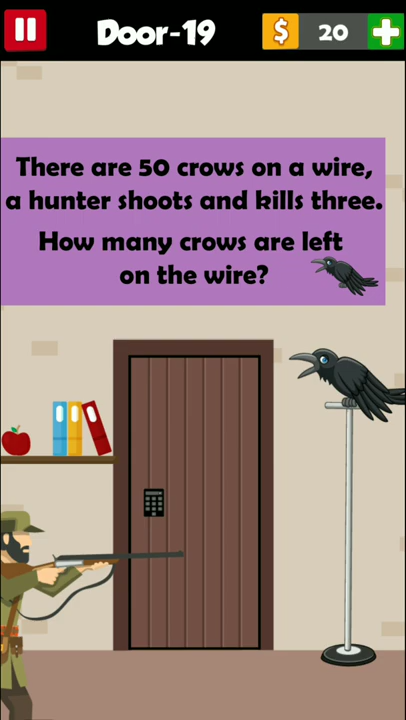 Door-19
$ 20 +
There are 50 crows on a wire,
a hunter shoots and kills three.
How many crows are left
on the wire?